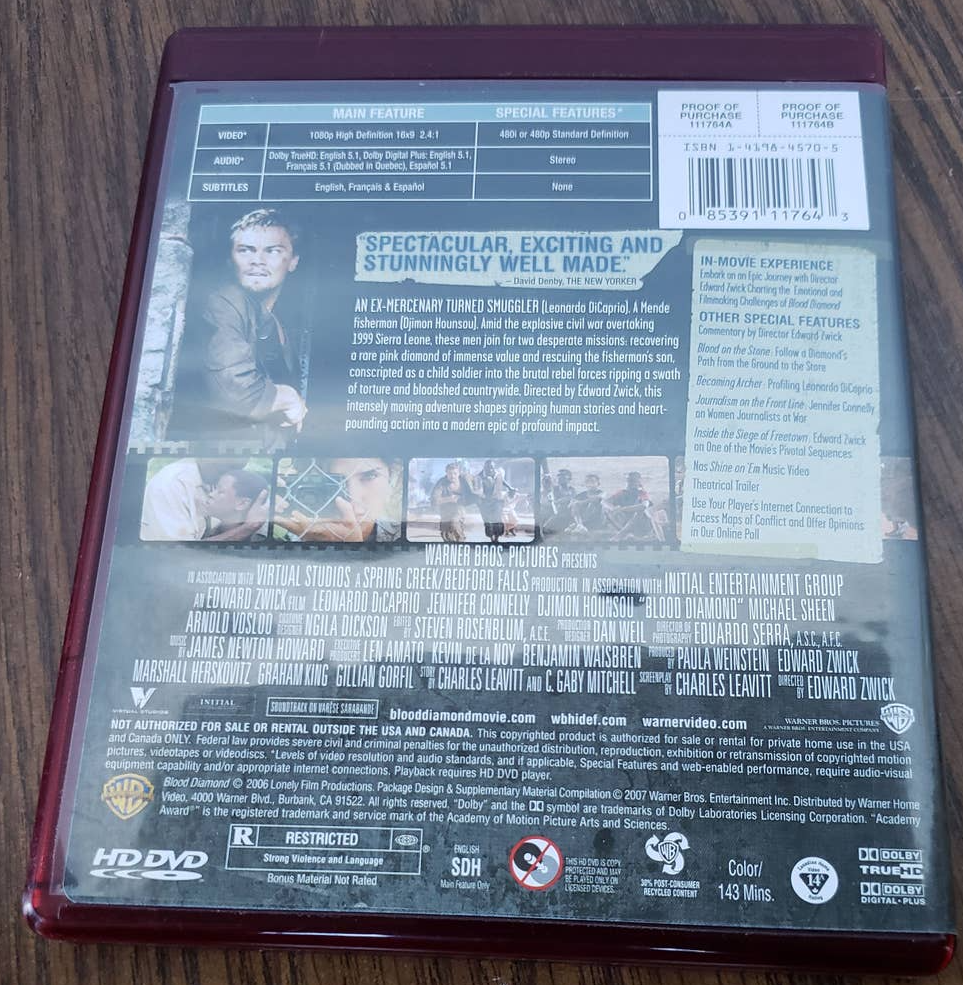 MAIN FEATURE SPECIAL FEATURES*
VIDEO* 1080p High Definition 16x9 2.4:1 480i or 480p Standard Definition
AUDIO* Dolby TrueHD: English 5.1, Dolby Digital Plus: English 5.1, Français 5.1 (Dubbed in Quebec), Español 5.1 Stereo
SUBTITLES English, Français & Español None
PROOF OF PURCHASE 111764A
PROOF OF PURCHASE 111764B
ISBN 1-4198-4570-5
0 85391 11764 3
"SPECTACULAR, EXCITING AND
STUNNINGLY WELL MADE."
– David Denby, THE NEW YORKER
AN EX-MERCENARY TURNED SMUGGLER (Leonardo DiCaprio). A Mende
fisherman (Djimon Hounsou). Amid the explosive civil war overtaking
1999 Sierra Leone, these men join for two desperate missions: recovering
a rare pink diamond of immense value and rescuing the fisherman's son,
conscripted as a child soldier into the brutal rebel forces ripping a swath
of torture and bloodshed countrywide. Directed by Edward Zwick, this
intensely moving adventure shapes gripping human stories and heart-
pounding action into a modern epic of profound impact.
IN-MOVIE EXPERIENCE
Embark on an Epic Journey with Director
Edward Zwick Charting the Emotional and
Filmmaking Challenges of Blood Diamond
OTHER SPECIAL FEATURES
Commentary by Director Edward Zwick
Blood on the Stone: Follow a Diamond's
Path from the Ground to the Store
Becoming Archer: Profiling Leonardo DiCaprio
Journalism on the Front Line: Jennifer Connelly
on Women Journalists at War
Inside the Siege of Freetown: Edward Zwick
on One of the Movie's Pivotal Sequences
Nas Shine on 'Em Music Video
Theatrical Trailer
Use Your Player's Internet Connection to
Access Maps of Conflict and Offer Opinions
in Our Online Poll
WARNER BROS. PICTURES PRESENTS
IN ASSOCIATION WITH VIRTUAL STUDIOS A SPRING CREEK/BEDFORD FALLS PRODUCTION IN ASSOCIATION WITH INITIAL ENTERTAINMENT GROUP
AN EDWARD ZWICK FILM LEONARDO DiCAPRIO JENNIFER CONNELLY DJIMON HOUNSOU "BLOOD DIAMOND" MICHAEL SHEEN
ARNOLD VOSLOO COSTUME DESIGNER NGILA DICKSON EDITED BY STEVEN ROSENBLUM, A.C.E. PRODUCTION DESIGNER DAN WEIL DIRECTOR OF PHOTOGRAPHY EDUARDO SERRA, A.S.C., A.F.C.
MUSIC BY JAMES NEWTON HOWARD EXECUTIVE PRODUCERS LEN AMATO KEVIN DE LA NOY BENJAMIN WAISBREN PRODUCED BY PAULA WEINSTEIN EDWARD ZWICK
MARSHALL HERSKOVITZ GRAHAM KING GILLIAN GORFIL STORY BY CHARLES LEAVITT AND C. GABY MITCHELL SCREENPLAY BY CHARLES LEAVITT DIRECTED BY EDWARD ZWICK
VIRTUAL STUDIOS INITIAL SOUNDTRACK ON VARÈSE SARABANDE blooddiamondmovie.com wbhidef.com warnervideo.com WARNER BROS. PICTURES
A WARNER BROS. ENTERTAINMENT COMPANY
NOT AUTHORIZED FOR SALE OR RENTAL OUTSIDE THE USA AND CANADA. This copyrighted product is authorized for sale or rental for private home use in the USA
and Canada ONLY. Federal law provides severe civil and criminal penalties for the unauthorized distribution, reproduction, exhibition or retransmission of copyrighted motion
pictures, videotapes or videodiscs. *Levels of video resolution and audio standards, and if applicable, Special Features and web-enabled performance, require audio-visual
equipment capability and/or appropriate internet connections. Playback requires HD DVD player.
Blood Diamond © 2006 Lonely Film Productions. Package Design & Supplementary Material Compilation © 2007 Warner Bros. Entertainment Inc. Distributed by Warner Home
Video, 4000 Warner Blvd., Burbank, CA 91522. All rights reserved. "Dolby" and the DD symbol are trademarks of Dolby Laboratories Licensing Corporation. "Academy
Award®" is the registered trademark and service mark of the Academy of Motion Picture Arts and Sciences.
HD DVD
R RESTRICTED ®
Strong Violence and Language
Bonus Material Not Rated
ENGLISH
SDH
Main Feature Only
THIS HD DVD IS COPY
PROTECTED AND MAY
BE PLAYED ONLY ON
LICENSED DEVICES.
30% POST-CONSUMER
RECYCLED CONTENT
Color/
143 Mins.
Canadian Home
Video
14A
Rating
DOLBY
TRUEHD
DOLBY
DIGITAL-PLUS